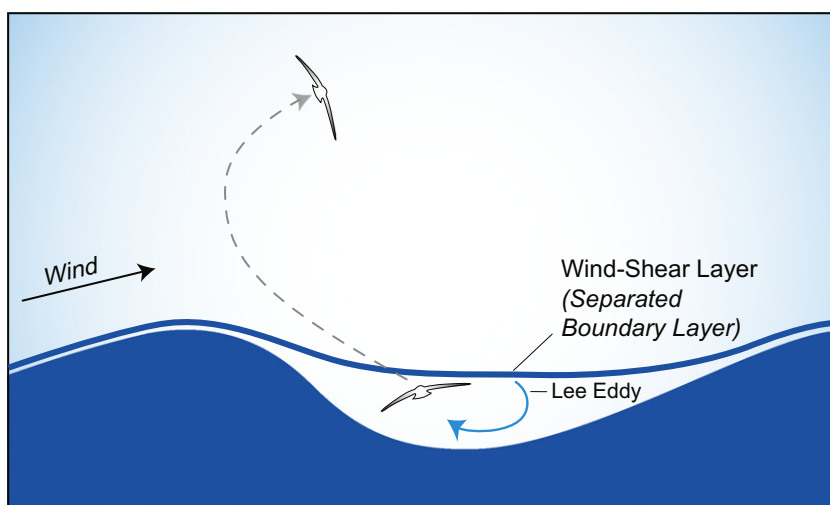 Wind
Wind-Shear Layer
(Separated
Boundary Layer)
Lee Eddy